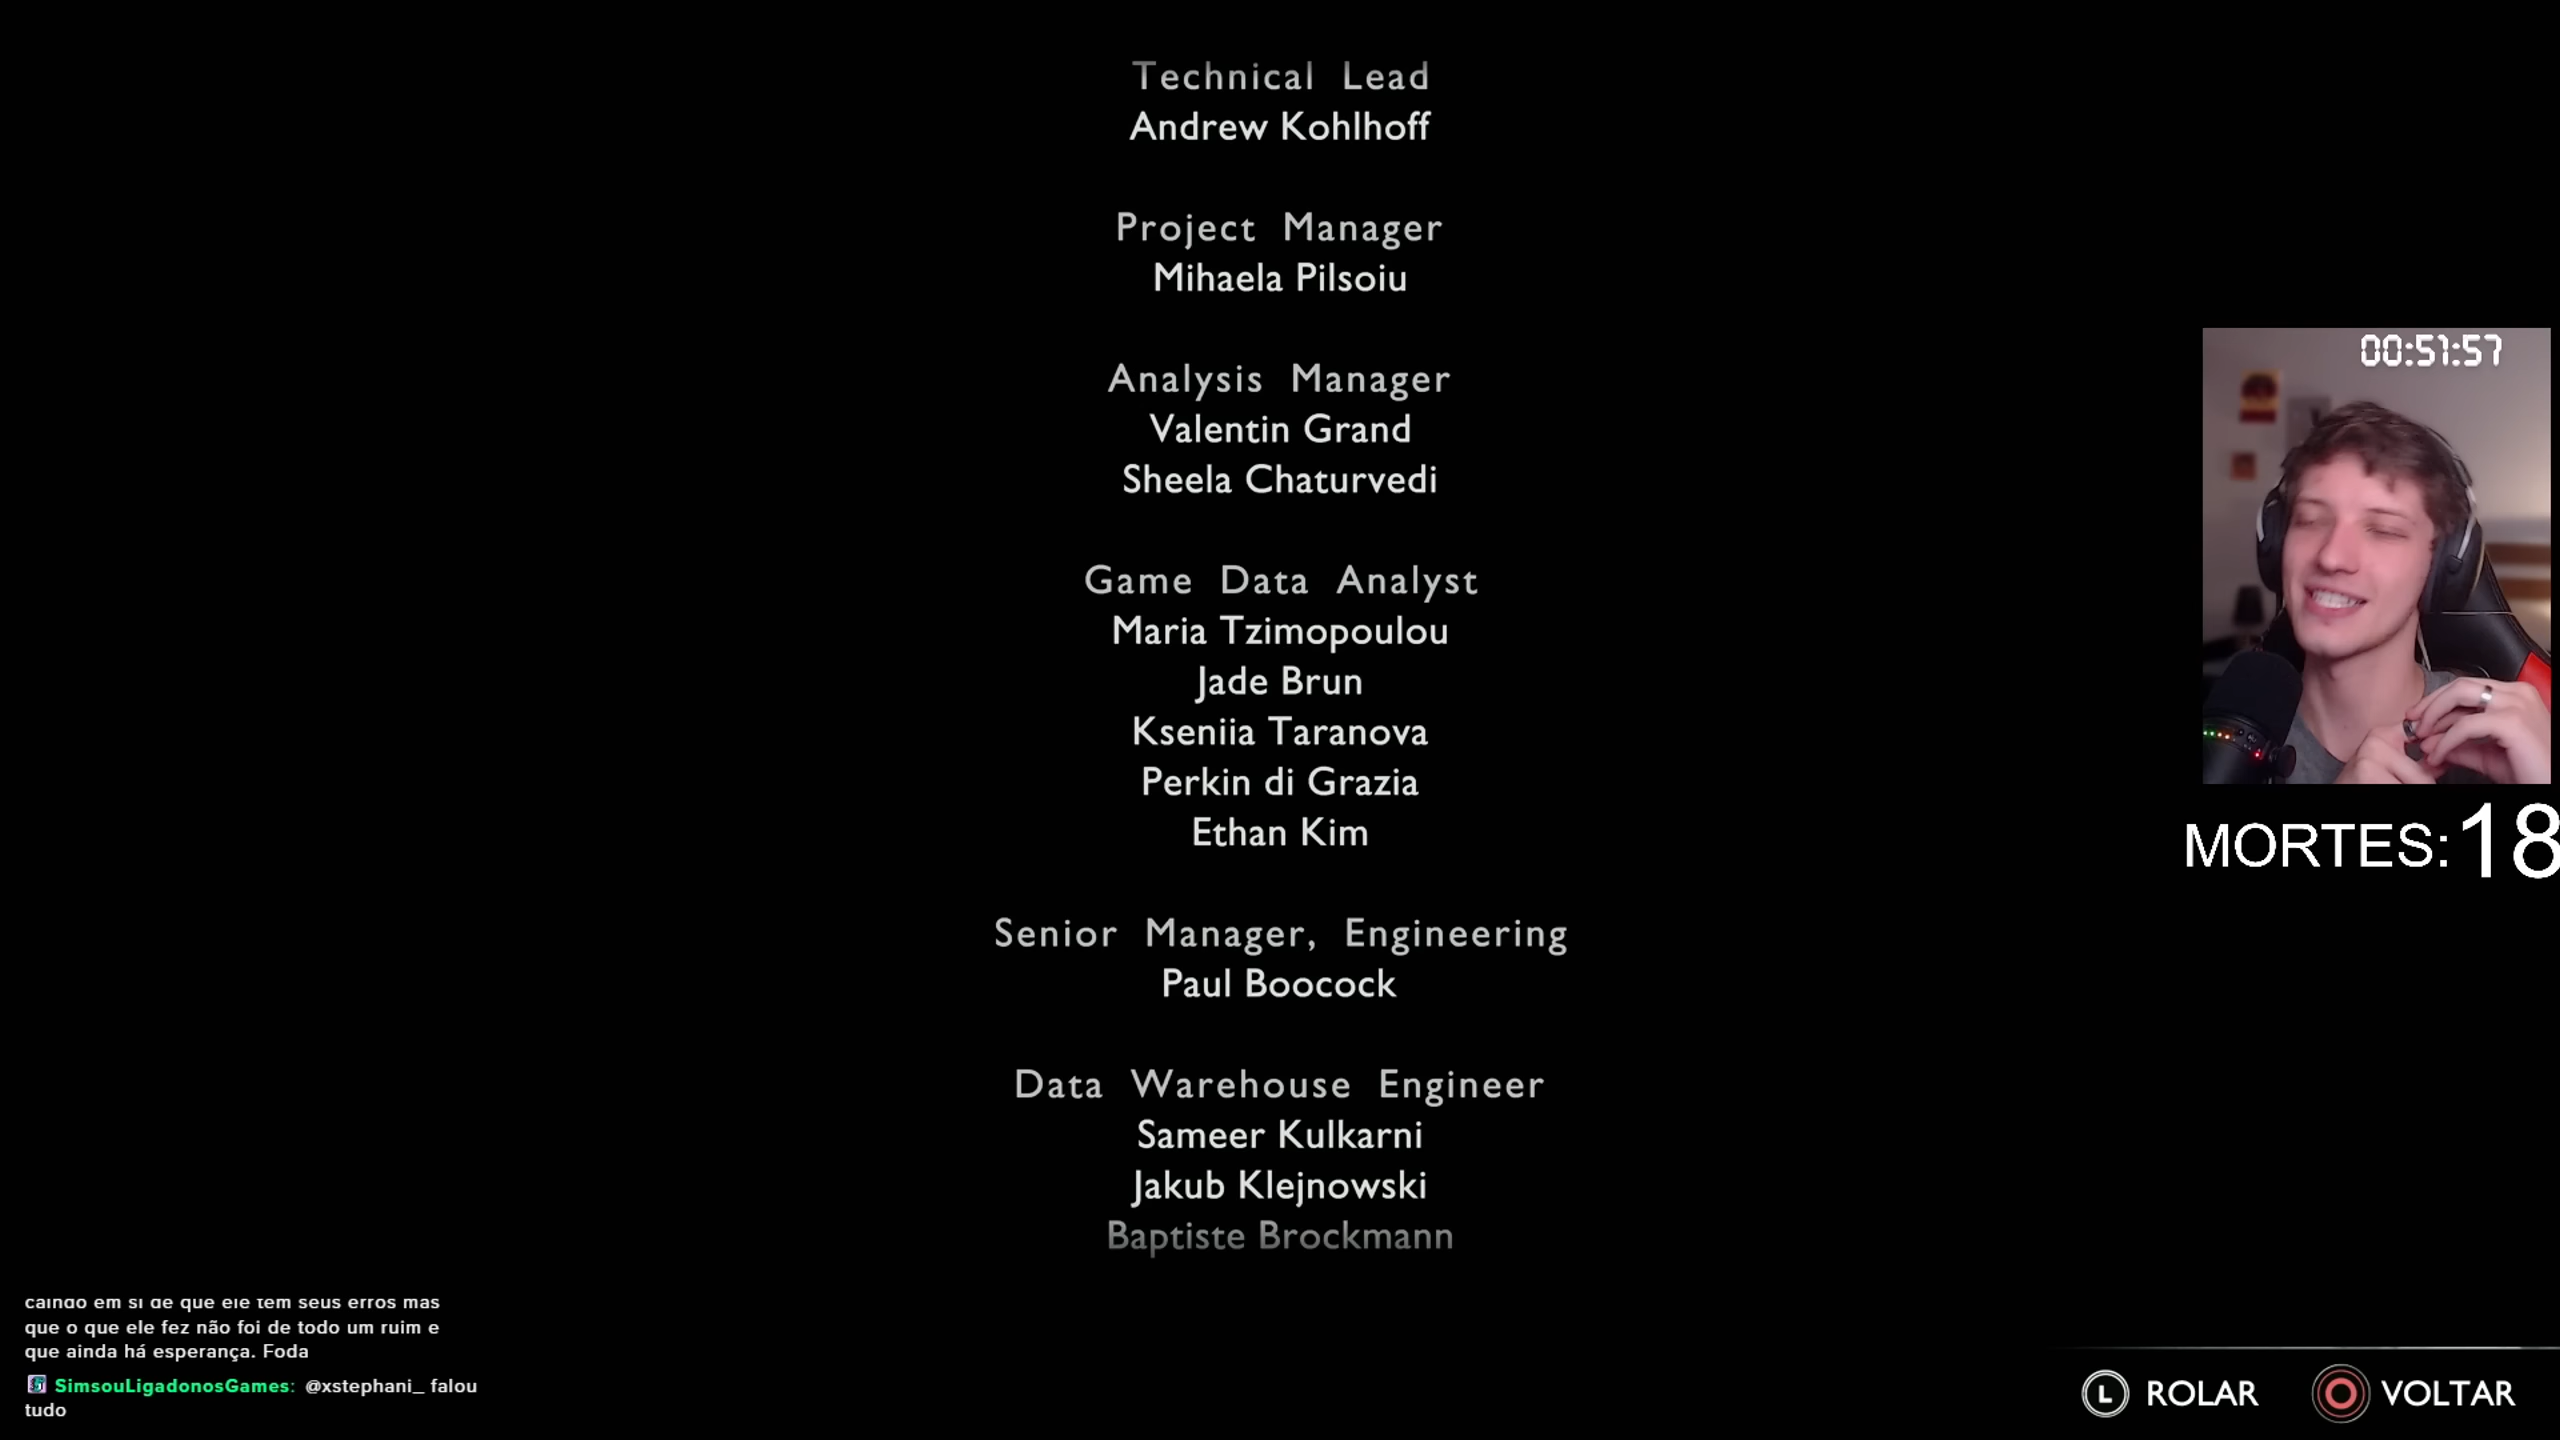 Technical Lead
Andrew Kohlhoff
Project Manager
Mihaela Pilsoiu
Analysis Manager
Valentin Grand
Sheela Chaturvedi
Game Data Analyst
Maria Tzimopoulou
Jade Brun
Kseniia Taranova
Perkin di Grazia
Ethan Kim
Senior Manager, Engineering
Paul Boocock
Data Warehouse Engineer
Sameer Kulkarni
Jakub Klejnowski
Baptiste Brockmann
00:51:57
MORTES:18
caindo em si de que ele tem seus erros mas
que o que ele fez não foi de todo um ruim e
que ainda há esperança. Foda
SimsouLigadonosGames: @xstephani_ falou
tudo
L ROLAR VOLTAR